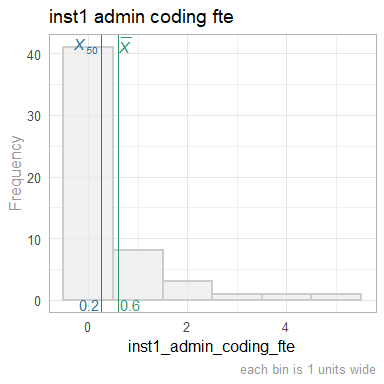 inst1 admin coding fte
Frequency
40
30
20
10
0
X50
X̅
0.2
0.6
0
2
4
inst1_admin_coding_fte
each bin is 1 units wide